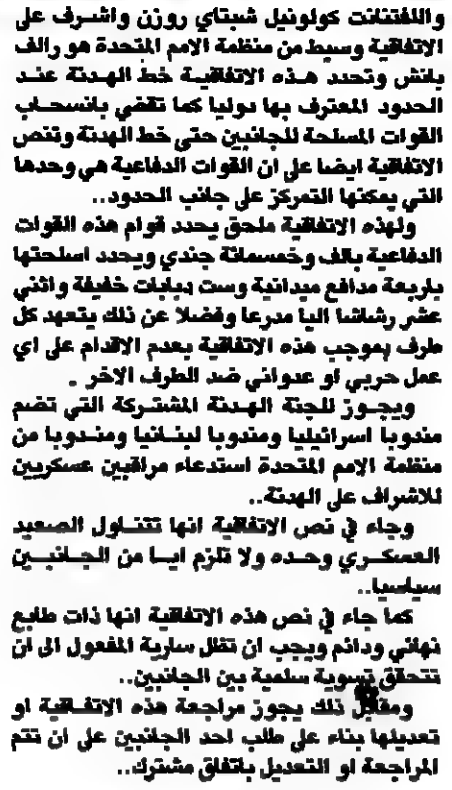 واللفتنانت كولونيل شبتاي روزن واشرف على
الاتفاقية وسيط من منظمة الامم المتحدة هو رالف
بانش وتحدد هذه الاتفاقية خط الهدنة عند
الحدود المعترف بها دوليا كما تقضي بانسحاب
القوات المسلحة للجانبين حتى خط الهدنة وتنص
الاتفاقية ايضا على ان القوات الدفاعية هي وحدها
التي يمكنها التمركز على جانب الحدود..
ولهذه الاتفاقية ملحق يحدد قوام هذه القوات
الدفاعية بالف وخمسمائة جندي ويحدد اسلحتها
باربعة مدافع ميدانية وست دبابات خفيفة واثني
عشر رشاشا اليا مدرعا وفضلا عن ذلك يتعهد كل
طرف بموجب هذه الاتفاقية بعدم الاقدام على اي
عمل حربي او عدواني ضد الطرف الاخر .
ويجوز للجنة الهدنة المشتركة التي تضم
مندوبا اسرائيليا ومندوبا لبنانيا ومندوبا من
منظمة الامم المتحدة استدعاء مراقبين عسكريين
للاشراف على الهدنة..
وجاء في نص الاتفاقية انها تتناول الصعيد
العسكري وحده ولا تلزم ايا من الجانبين
سياسيا..
كما جاء في نص هذه الاتفاقية انها ذات طابع
نهائي ودائم ويجب ان تظل سارية المفعول الى ان
تتحقق تسوية سلمية بين الجانبين..
ومقابل ذلك يجوز مراجعة هذه الاتفاقية او
تعديلها بناء على طلب احد الجانبين على ان تتم
المراجعة او التعديل باتفاق مشترك..